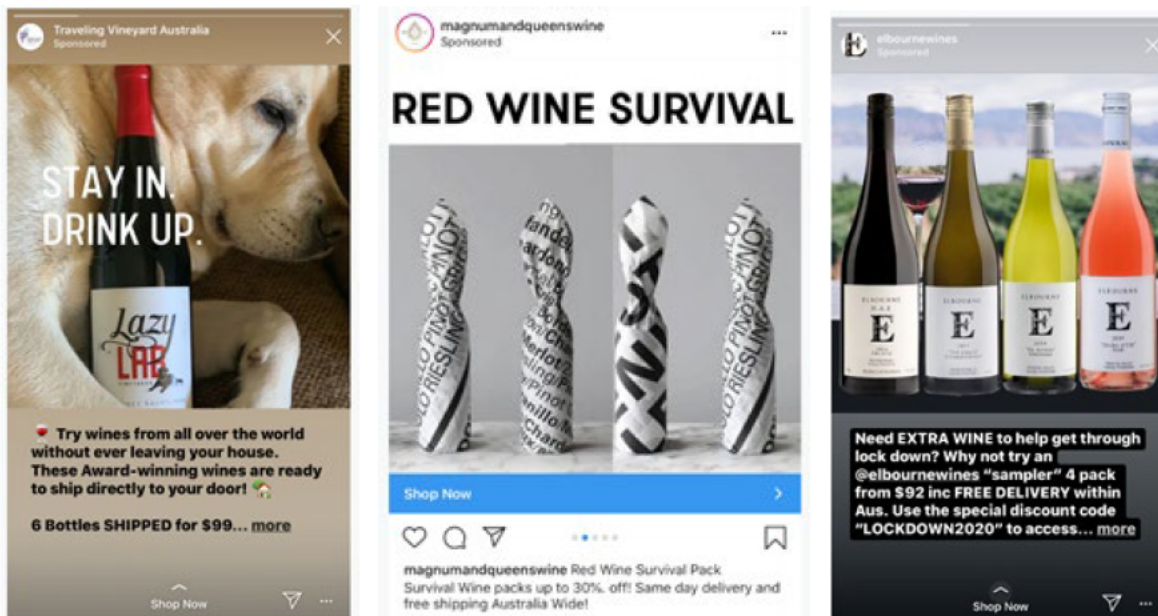 Traveling Vineyard Australia
Sponsored
STAY IN.
DRINK UP.
Lazy
LAB
🍷 Try wines from all over the world
without ever leaving your house.
These Award-winning wines are ready
to ship directly to your door! 🏡
6 Bottles SHIPPED for $99... more
Shop Now
magnumandqueenswine
Sponsored
RED WINE SURVIVAL
Shop Now
magnumandqueenswine Red Wine Survival Pack
Survival Wine packs up to 30%. off! Same day delivery and
free shipping Australia Wide!
elbournewines
Sponsored
E
ELBOURNE
E
ELBOURNE
E
ELBOURNE
E
ELBOURNE
E
Need EXTRA WINE to help get through
lock down? Why not try an
@elbournewines “sampler” 4 pack
from $92 inc FREE DELIVERY within
Aus. Use the special discount code
“LOCKDOWN2020” to access... more
Shop Now